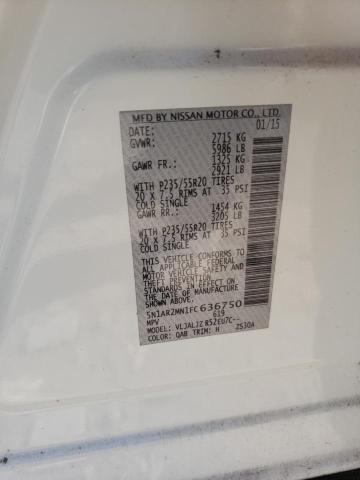 MFD BY NISSAN MOTOR CO., LTD.
DATE: 01/15
GVWR: 2715 KG
5986 LB
GAWR FR.: 1325 KG
2921 LB
WITH P235/55R20 TIRES
20 x 7.5 RIMS AT 35 PSI
COLD SINGLE
GAWR RR.: 1454 KG
3205 LB
WITH P235/55R20 TIRES
20 x 7.5 RIMS AT 35 PSI
COLD SINGLE
THIS VEHICLE CONFORMS TO
ALL APPLICABLE FEDERAL
MOTOR VEHICLE SAFETY AND
THEFT PREVENTION STANDARDS
IN EFFECT ON THE DATE OF
MANUFACTURE SHOWN ABOVE.
5N1AR2MN1FC636750
MPV 619
MODEL: VLJALJZ R52EU7C--
COLOR: QAB TRIM: H ZS30A